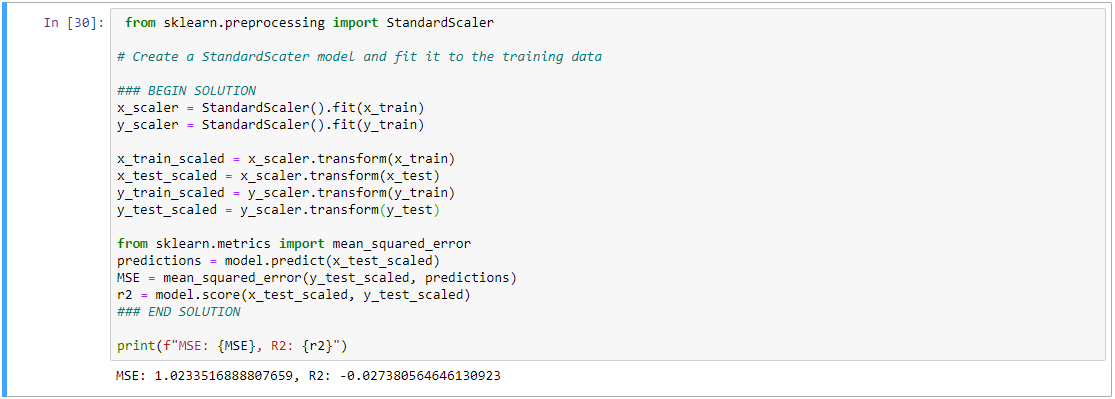 In [30]: from sklearn.preprocessing import StandardScaler
# Create a StandardScater model and fit it to the training data
### BEGIN SOLUTION
x_scaler = StandardScaler().fit(x_train)
y_scaler = StandardScaler().fit(y_train)
x_train_scaled = x_scaler.transform(x_train)
x_test_scaled = x_scaler.transform(x_test)
y_train_scaled = y_scaler.transform(y_train)
y_test_scaled = y_scaler.transform(y_test)
from sklearn.metrics import mean_squared_error
predictions = model.predict(x_test_scaled)
MSE = mean_squared_error(y_test_scaled, predictions)
r2 = model.score(x_test_scaled, y_test_scaled)
### END SOLUTION
print(f"MSE: {MSE}, R2: {r2}")
MSE: 1.0233516888807659, R2: -0.027380564646130923